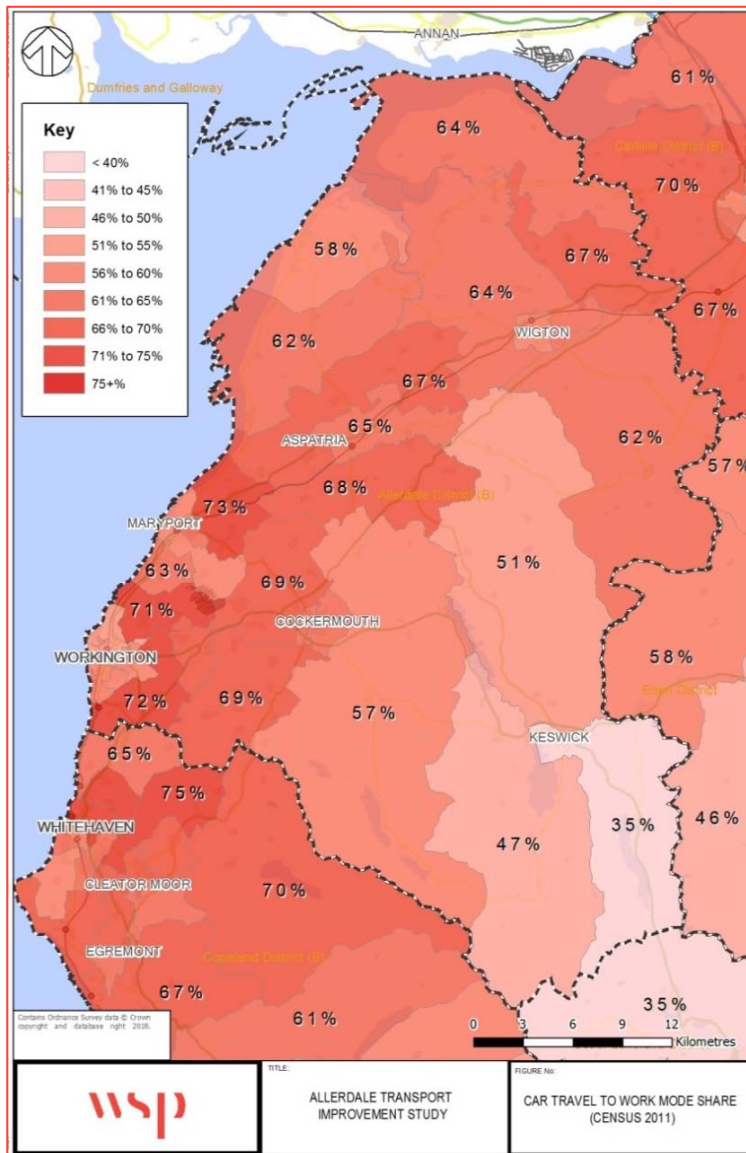 ANNAN
Dumfries and Galloway
Key
< 40%
41% to 45%
46% to 50%
51% to 55%
56% to 60%
61% to 65%
66% to 70%
71% to 75%
75+%
61%
64%
Carlisle District (B)
70%
58%
67%
64%
67%
WIGTON
62%
67%
65%
ASPATRIA
62%
57%
68%
Allerdale District (B)
73%
MARYPORT
51%
63%
69%
71%
COCKERMOUTH
WORKINGTON
58%
72%
69%
57%
KESWICK
65%
75%
WHITEHAVEN
35%
46%
47%
CLEATOR MOOR
70%
EGREMONT
Copeland District (B)
67%
61%
35%
Contains Ordnance Survey data © Crown
copyright and database right 2018.
0 3 6 9 12
Kilometres
wsp
TITLE:
ALLERDALE TRANSPORT
IMPROVEMENT STUDY
FIGURE No:
CAR TRAVEL TO WORK MODE SHARE
(CENSUS 2011)